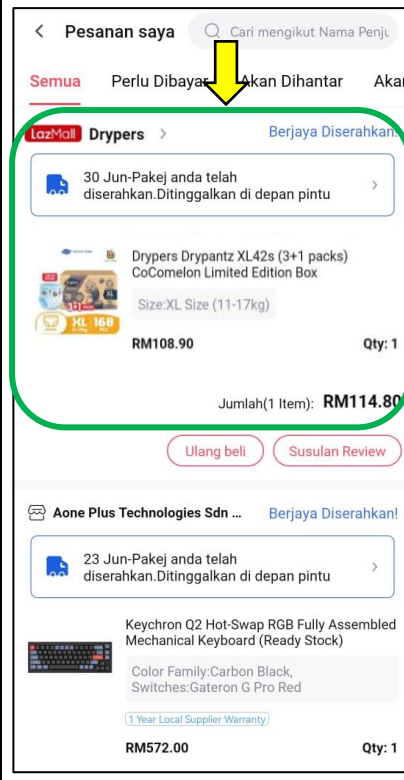 Pesanan saya
Cari mengikut Nama Penju
Semua Perlu Dibayar Akan Dihantar Akan
LazMall Drypers > Berjaya Diserahkan!
30 Jun-Pakej anda telah
diserahkan.Ditinggalkan di depan pintu
Drypers Drypantz XL42s (3+1 packs)
CoComelon Limited Edition Box
Size:XL Size (11-17kg)
3+1
XL 168
RM108.90 Qty: 1
Jumlah(1 Item): RM114.80
Ulang beli Susulan Review
Aone Plus Technologies Sdn ... Berjaya Diserahkan!
23 Jun-Pakej anda telah
diserahkan.Ditinggalkan di depan pintu
Keychron Q2 Hot-Swap RGB Fully Assembled
Mechanical Keyboard (Ready Stock)
Color Family:Carbon Black,
Switches:Gateron G Pro Red
1 Year Local Supplier Warranty
RM572.00 Qty: 1